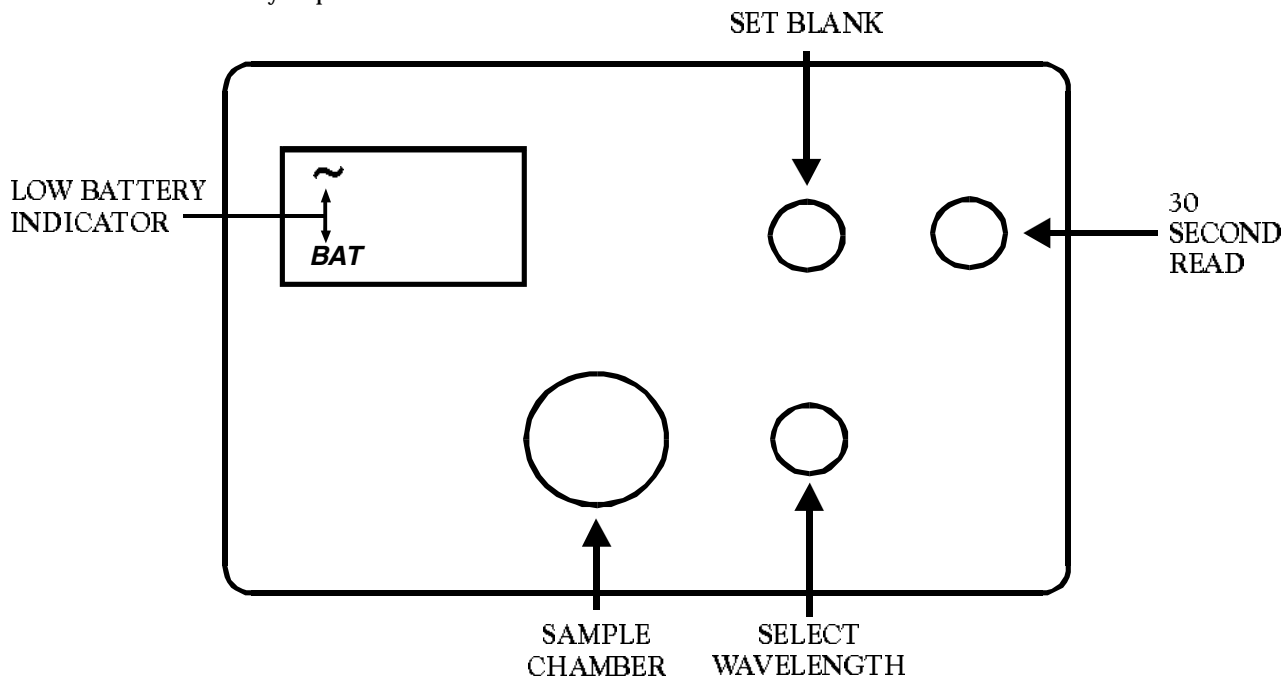 SET BLANK
~
LOW BATTERY
INDICATOR
BAT
30
SECOND
READ
SAMPLE
CHAMBER
SELECT
WAVELENGTH